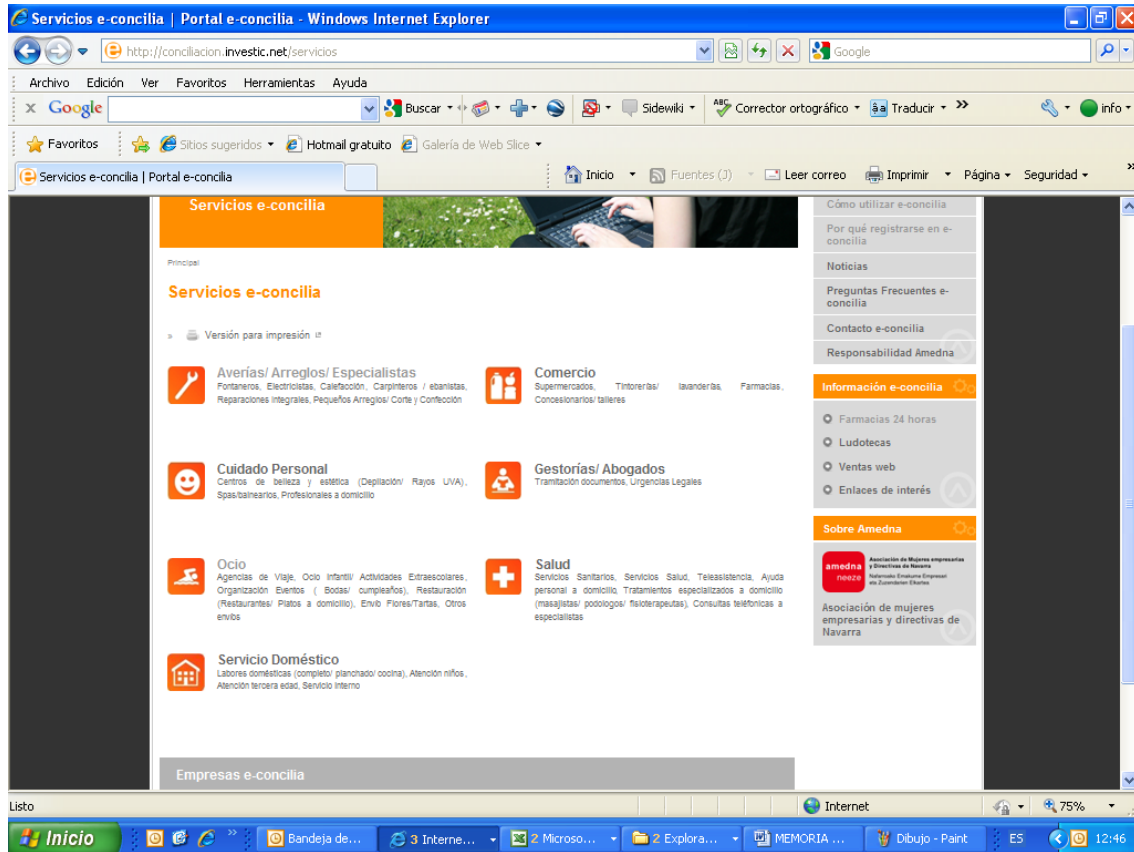 Servicios e-concilia | Portal e-concilia - Windows Internet Explorer
http://conciliacion.investic.net/servicios
Google
Archivo Edición Ver Favoritos Herramientas Ayuda
x Google Buscar Sidewiki ABC Corrector ortográfico aa Traducir » info
Favoritos Sitios sugeridos Hotmail gratuito Galería de Web Slice
Servicios e-concilia | Portal e-concilia
Inicio Fuentes (J) Leer correo Imprimir Página Seguridad »
Servicios e-concilia
Principal
Servicios e-concilia
» Versión para impresión
Averías/ Arreglos/ Especialistas
Fontaneros, Electricistas, Calefacción, Carpinteros / ebanistas,
Reparaciones integrales, Pequeños Arreglos/ Corte y Confección
Comercio
Supermercados, Tintorerías/ lavanderías, Farmacias,
Concesionarios/ talleres
Cuidado Personal
Centros de belleza y estética (Depilación/ Rayos UVA),
Spas/balnearios, Profesionales a domicilio
Gestorías/ Abogados
Tramitación documentos, Urgencias Legales
Ocio
Agencias de Viaje, Ocio Infantil/ Actividades Extraescolares,
Organización Eventos ( Bodas/ cumpleaños), Restauración
(Restaurantes/ Platos a domicilio), Envío Flores/Tartas, Otros
envíos
Salud
Servicios Sanitarios, Servicios Salud, Teleasistencia, Ayuda
personal a domicilio, Tratamientos especializados a domicilio
(masajistas/ podologos/ fisioterapeutas), Consultas teléfonicas a
especialistas
Servicio Doméstico
Labores domésticas (completo/ planchado/ cocina), Atención niños,
Atención tercera edad, Servicio interno
Empresas e-concilia
Cómo utilizar e-concilia
Por qué registrarse en e-
concilia
Noticias
Preguntas Frecuentes e-
concilia
Contacto e-concilia
Responsabilidad Amedna
Información e-concilia
Farmacias 24 horas
Ludotecas
Ventas web
Enlaces de interés
Sobre Amedna
amedna
neeze
Asociación de Mujeres empresarias
y Directivas de Navarra
Nafarroako Emakume Enpresari
eta Zuzendarien Elkartea
Asociación de mujeres
empresarias y directivas de
Navarra
Listo Internet 75%
Inicio » Bandeja de... 3 Interne... 2 Microso... 2 Explora... MEMORIA ... Dibujo - Paint ES 12:46